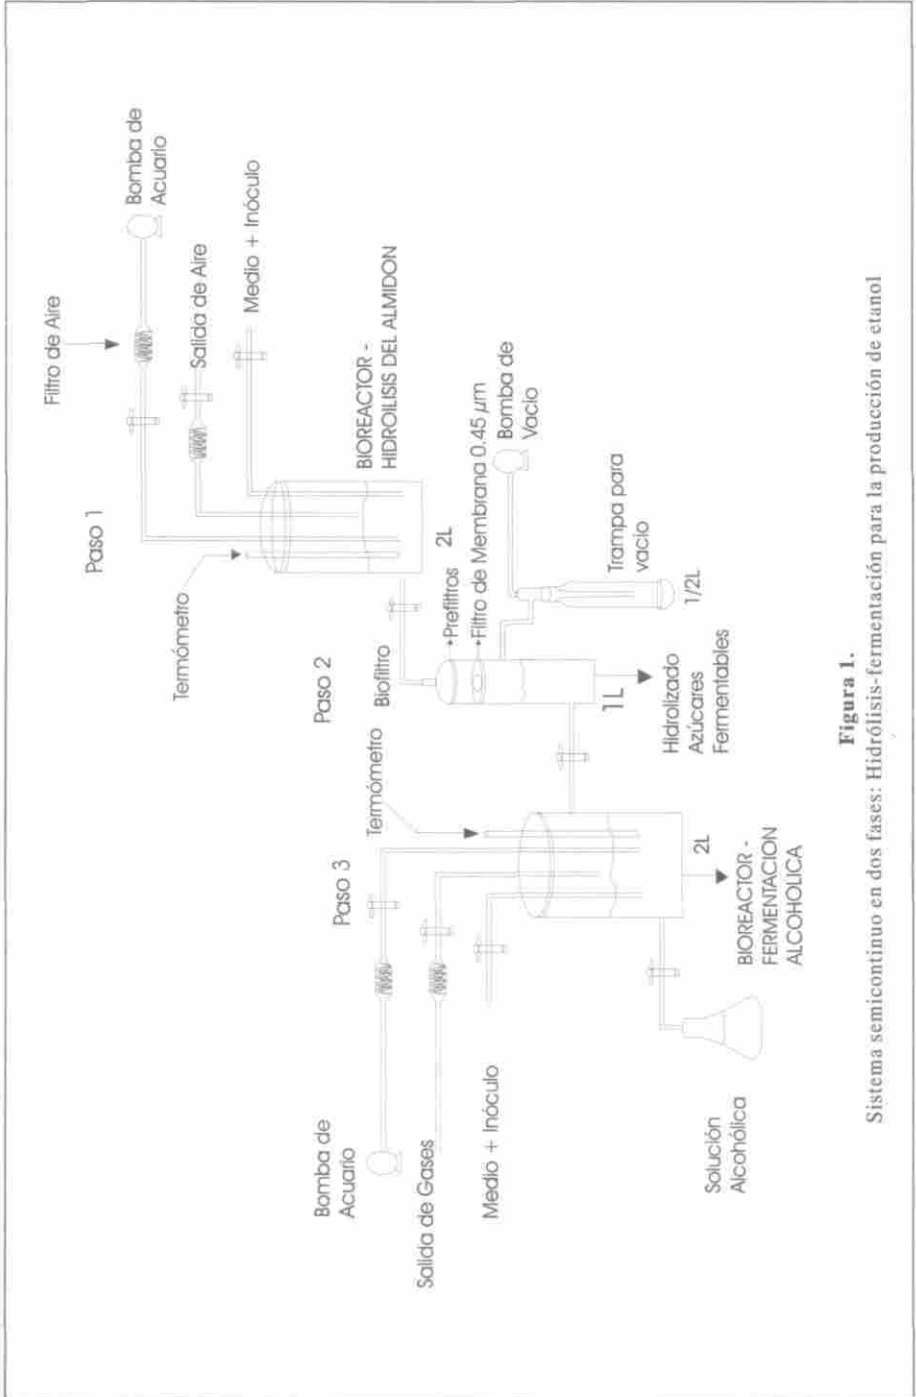 Filtro de Aire
Bomba de
Acuario
Paso 1
Salida de Aire
Medio + Inóculo
Termómetro
BIOREACTOR -
HIDROILISIS DEL ALMIDON
2L
Paso 2
Biofiltro
Prefiltros
Filtro de Membrana 0.45 µm
Bomba de
Vacio
Trampa para
vacio
1/2L
1L
Hidrolizado
Azúcares
Fermentables
Paso 3
Termómetro
Bomba de
Acuario
Salida de Gases
Medio + Inóculo
2L
BIOREACTOR -
FERMENTACION
ALCOHOLICA
Solución
Alcohólica
Figura 1.
Sistema semicontinuo en dos fases: Hidrólisis-fermentación para la producción de etanol